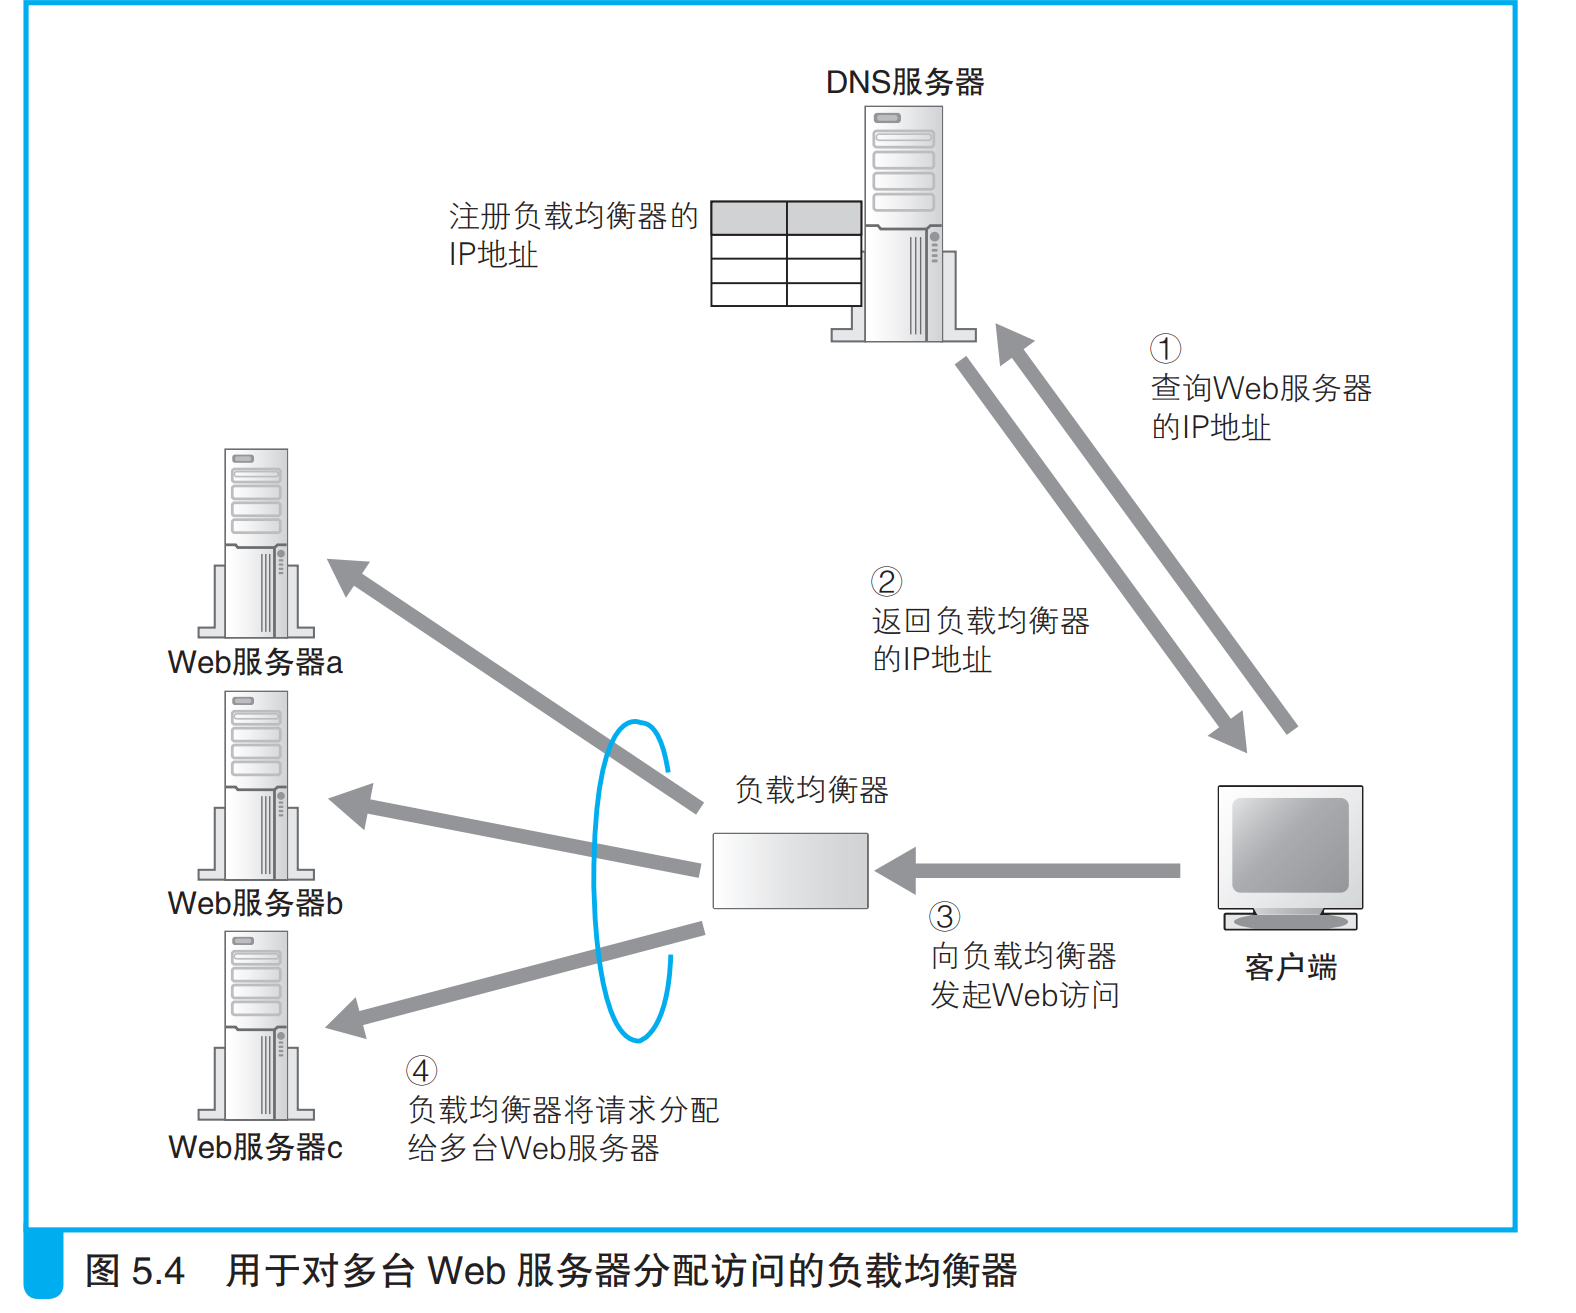 DNS服务器
注册负载均衡器的
IP地址
①
查询Web服务器
的IP地址
②
返回负载均衡器
的IP地址
Web服务器a
负载均衡器
Web服务器b
③
向负载均衡器
发起Web访问
客户端
④
负载均衡器将请求分配
给多台Web服务器
Web服务器c
图 5.4 用于对多台 Web 服务器分配访问的负载均衡器